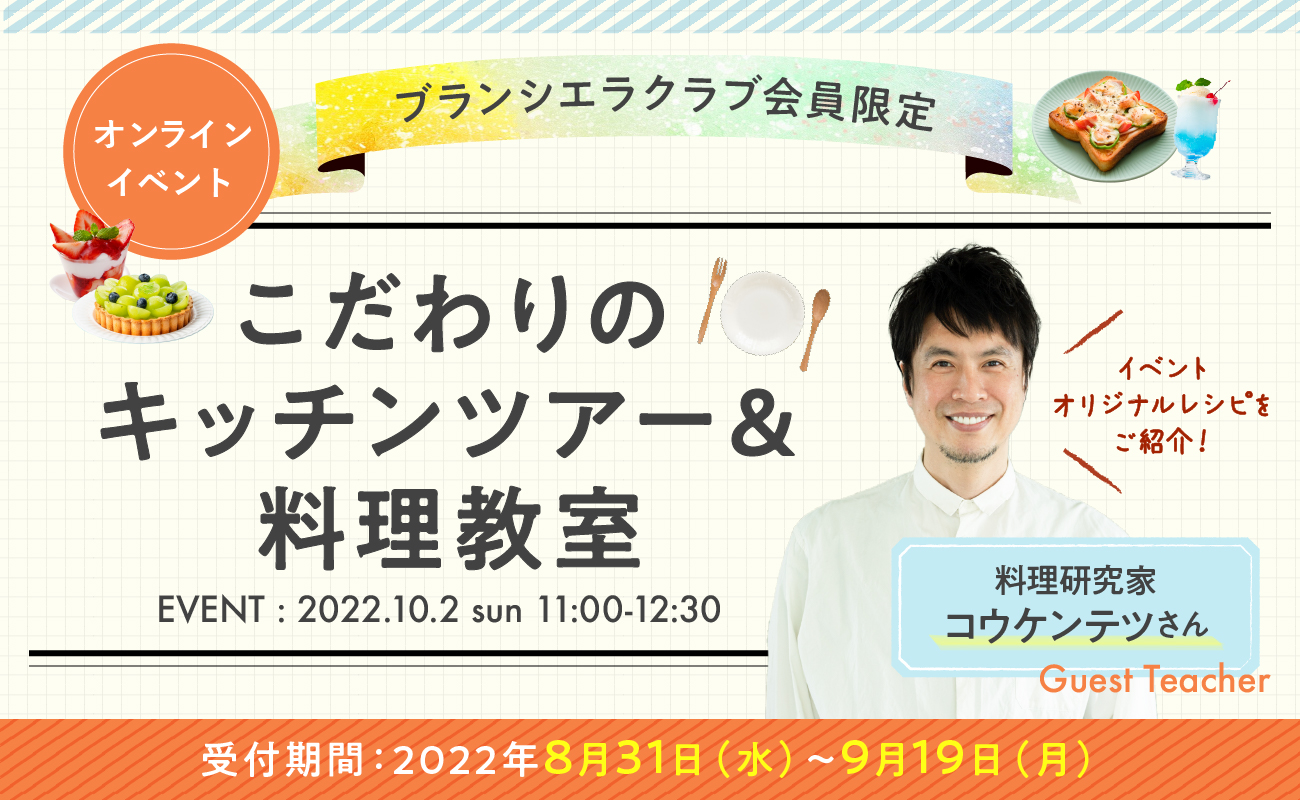 オンライン
イベント
ブランシエラクラブ会員限定
こだわりの
キッチンツアー&
料理教室
EVENT : 2022.10.2 sun 11:00-12:30
イベント
オリジナルレシピを
ご紹介!
料理研究家
コウケンテツさん
Guest Teacher
受付期間：2022年8月31日（水）～9月19日（月）